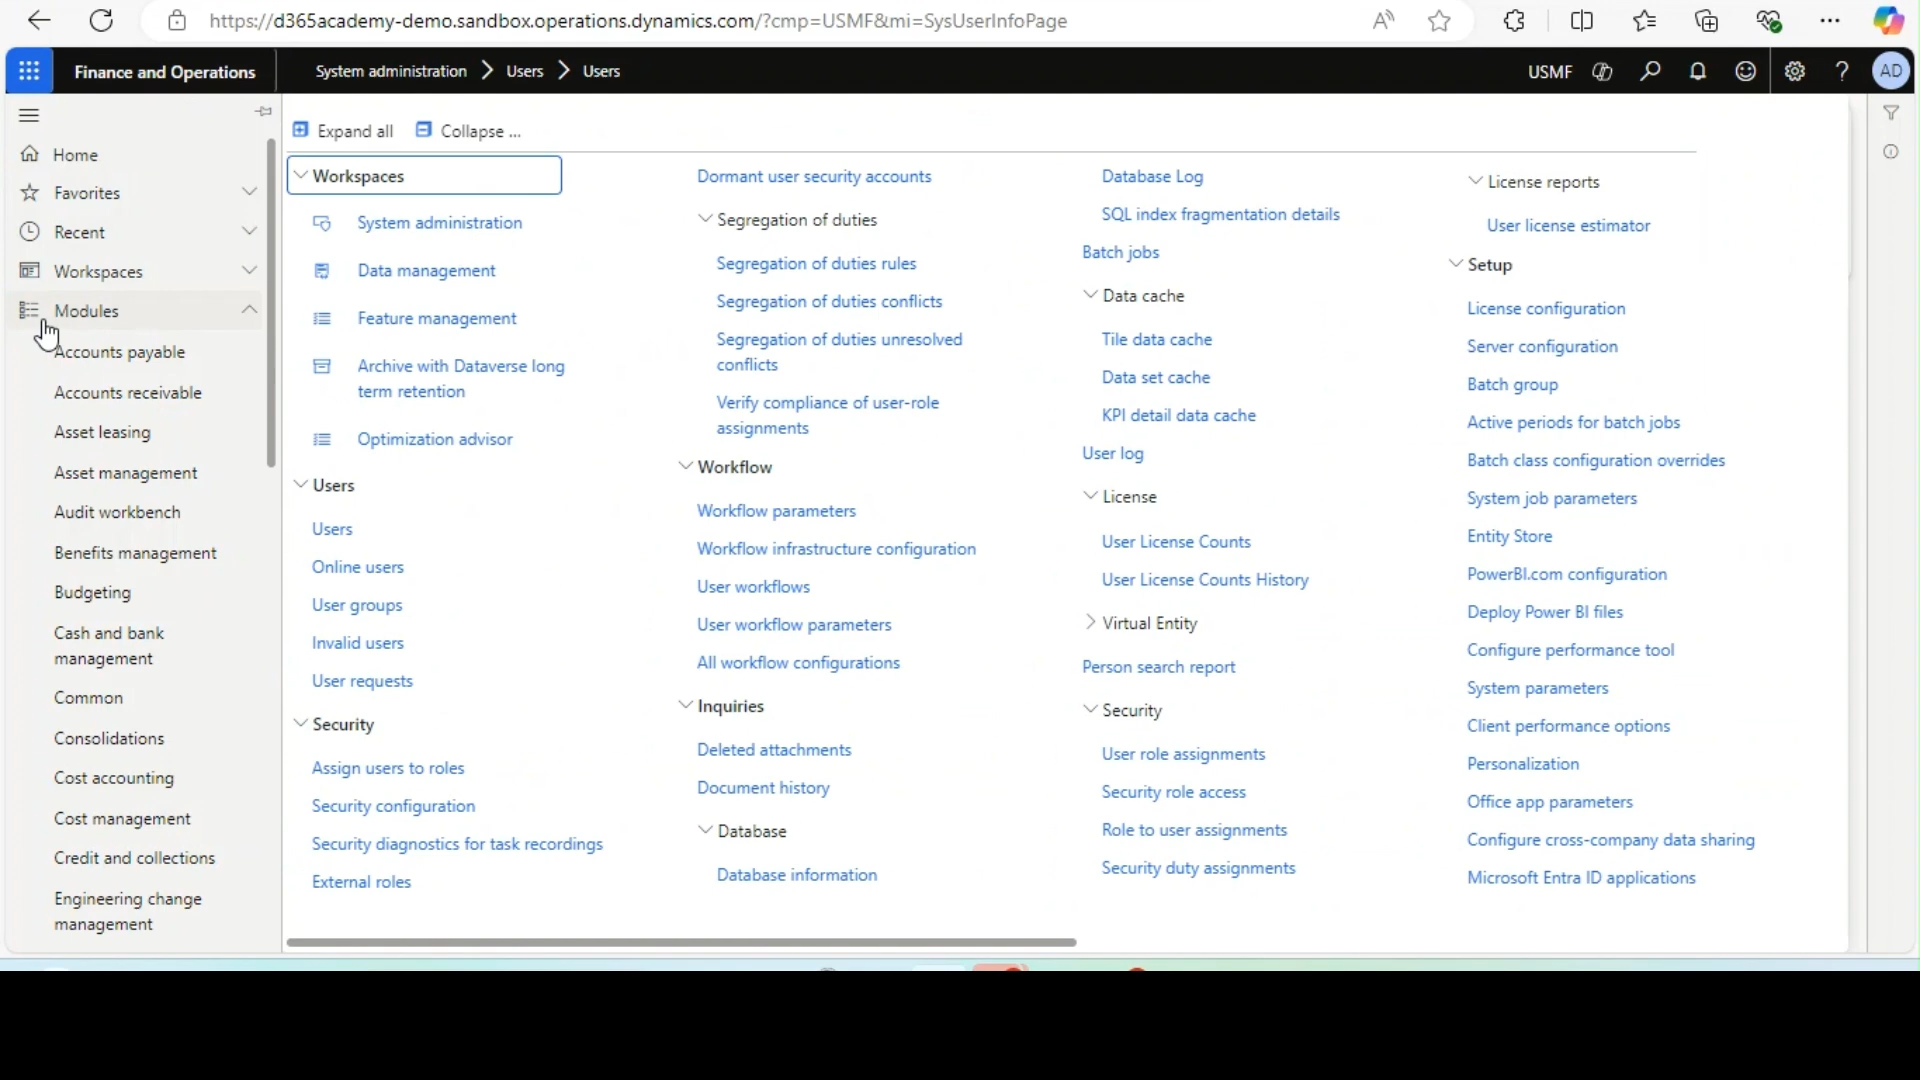 https://d365academy-demo.sandbox.operations.dynamics.com/?cmp=USMF&mi=SysUserInfoPage
Finance and Operations
System administration
Users
Users
USMF
AD
Expand all
Collapse ...
Home
Favorites
Recent
Workspaces
Modules
Accounts payable
Accounts receivable
Asset leasing
Asset management
Audit workbench
Benefits management
Budgeting
Cash and bank
management
Common
Consolidations
Cost accounting
Cost management
Credit and collections
Engineering change
management
Workspaces
System administration
Data management
Feature management
Archive with Dataverse long
term retention
Optimization advisor
Users
Users
Online users
User groups
Invalid users
User requests
Security
Assign users to roles
Security configuration
Security diagnostics for task recordings
External roles
Dormant user security accounts
Segregation of duties
Segregation of duties rules
Segregation of duties conflicts
Segregation of duties unresolved
conflicts
Verify compliance of user-role
assignments
Workflow
Workflow parameters
Workflow infrastructure configuration
User workflows
User workflow parameters
All workflow configurations
Inquiries
Deleted attachments
Document history
Database
Database information
Database Log
SQL index fragmentation details
Batch jobs
Data cache
Tile data cache
Data set cache
KPI detail data cache
User log
License
User License Counts
User License Counts History
Virtual Entity
Person search report
Security
User role assignments
Security role access
Role to user assignments
Security duty assignments
License reports
User license estimator
Setup
License configuration
Server configuration
Batch group
Active periods for batch jobs
Batch class configuration overrides
System job parameters
Entity Store
PowerBI.com configuration
Deploy Power BI files
Configure performance tool
System parameters
Client performance options
Personalization
Office app parameters
Configure cross-company data sharing
Microsoft Entra ID applications